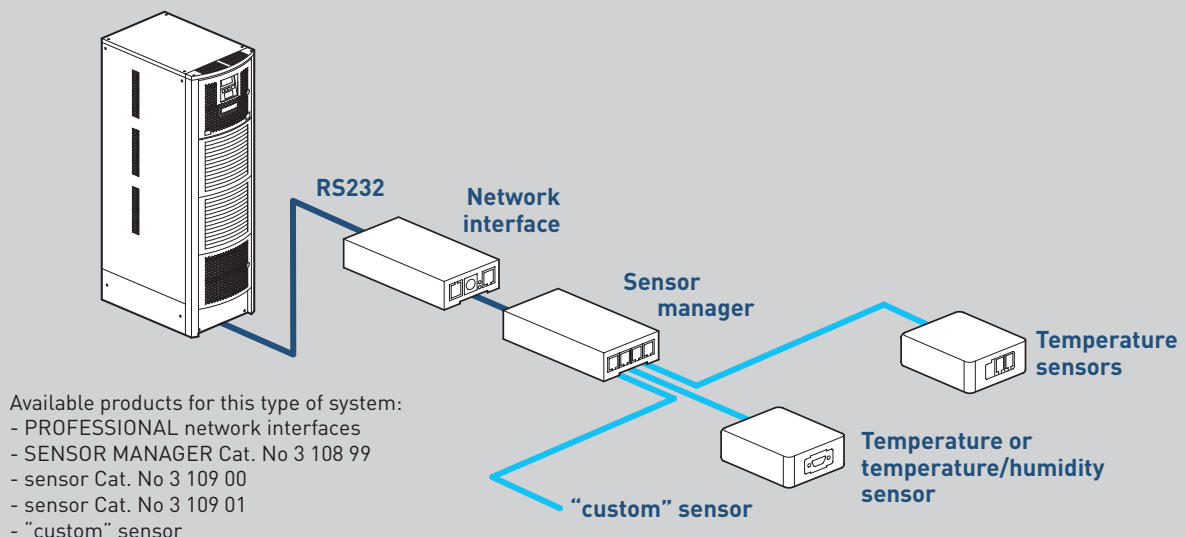 RS232
Network
interface
Sensor
manager
Temperature
sensors
Temperature or
temperature/humidity
sensor
“custom” sensor
Available products for this type of system:
- PROFESSIONAL network interfaces
- SENSOR MANAGER Cat. No 3 108 99
- sensor Cat. No 3 109 00
- sensor Cat. No 3 109 01
- “custom” sensor